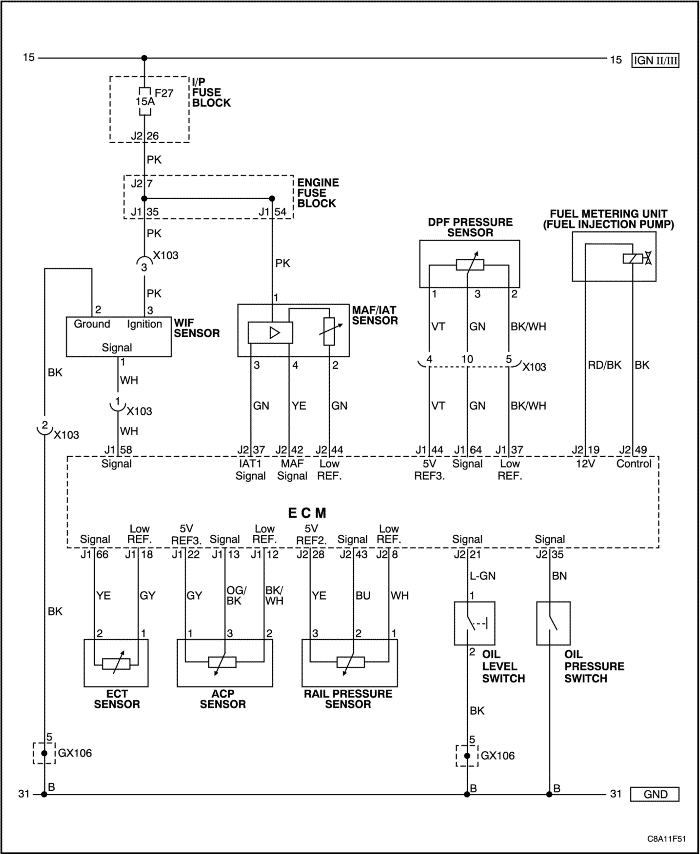 15
15 IGN II/III
I/P
FUSE
BLOCK
F27
15A
J2 26
PK
J2 7
ENGINE
FUSE
BLOCK
J1 35
J1 54
PK
X103
3
PK
PK
DPF PRESSURE
SENSOR
FUEL METERING UNIT
(FUEL INJECTION PUMP)
2
3
Ground
Ignition
WIF
SENSOR
Signal
1
1
MAF/IAT
SENSOR
3
4
2
1
3
2
BK
WH
1
X103
WH
2
X103
GN
YE
GN
VT
GN
BK/WH
4
10
5
X103
VT
GN
BK/WH
RD/BK
BK
J1 58
J2 37
J2 42
J2 44
J1 44
J1 64
J1 37
J2 19
J2 49
Signal
IAT1
Signal
MAF
Signal
Low
REF.
5V
REF3.
Signal
Low
REF.
12V
Control
ECM
Signal
Low
REF.
5V
REF3.
Signal
Low
REF.
5V
REF2.
Signal
Low
REF.
Signal
Signal
J1 66
J1 18
J1 22
J1 13
J1 12
J2 28
J2 43
J2 8
J2 21
J2 35
BK
YE
GY
GY
OG/
BK
BK/
WH
YE
BU
WH
L-GN
BN
2
1
1
3
2
3
2
1
1
2
ECT
SENSOR
ACP
SENSOR
RAIL PRESSURE
SENSOR
OIL
LEVEL
SWITCH
OIL
PRESSURE
SWITCH
BK
5
GX106
5
GX106
31
B
B
B
31 GND
C8A11F51